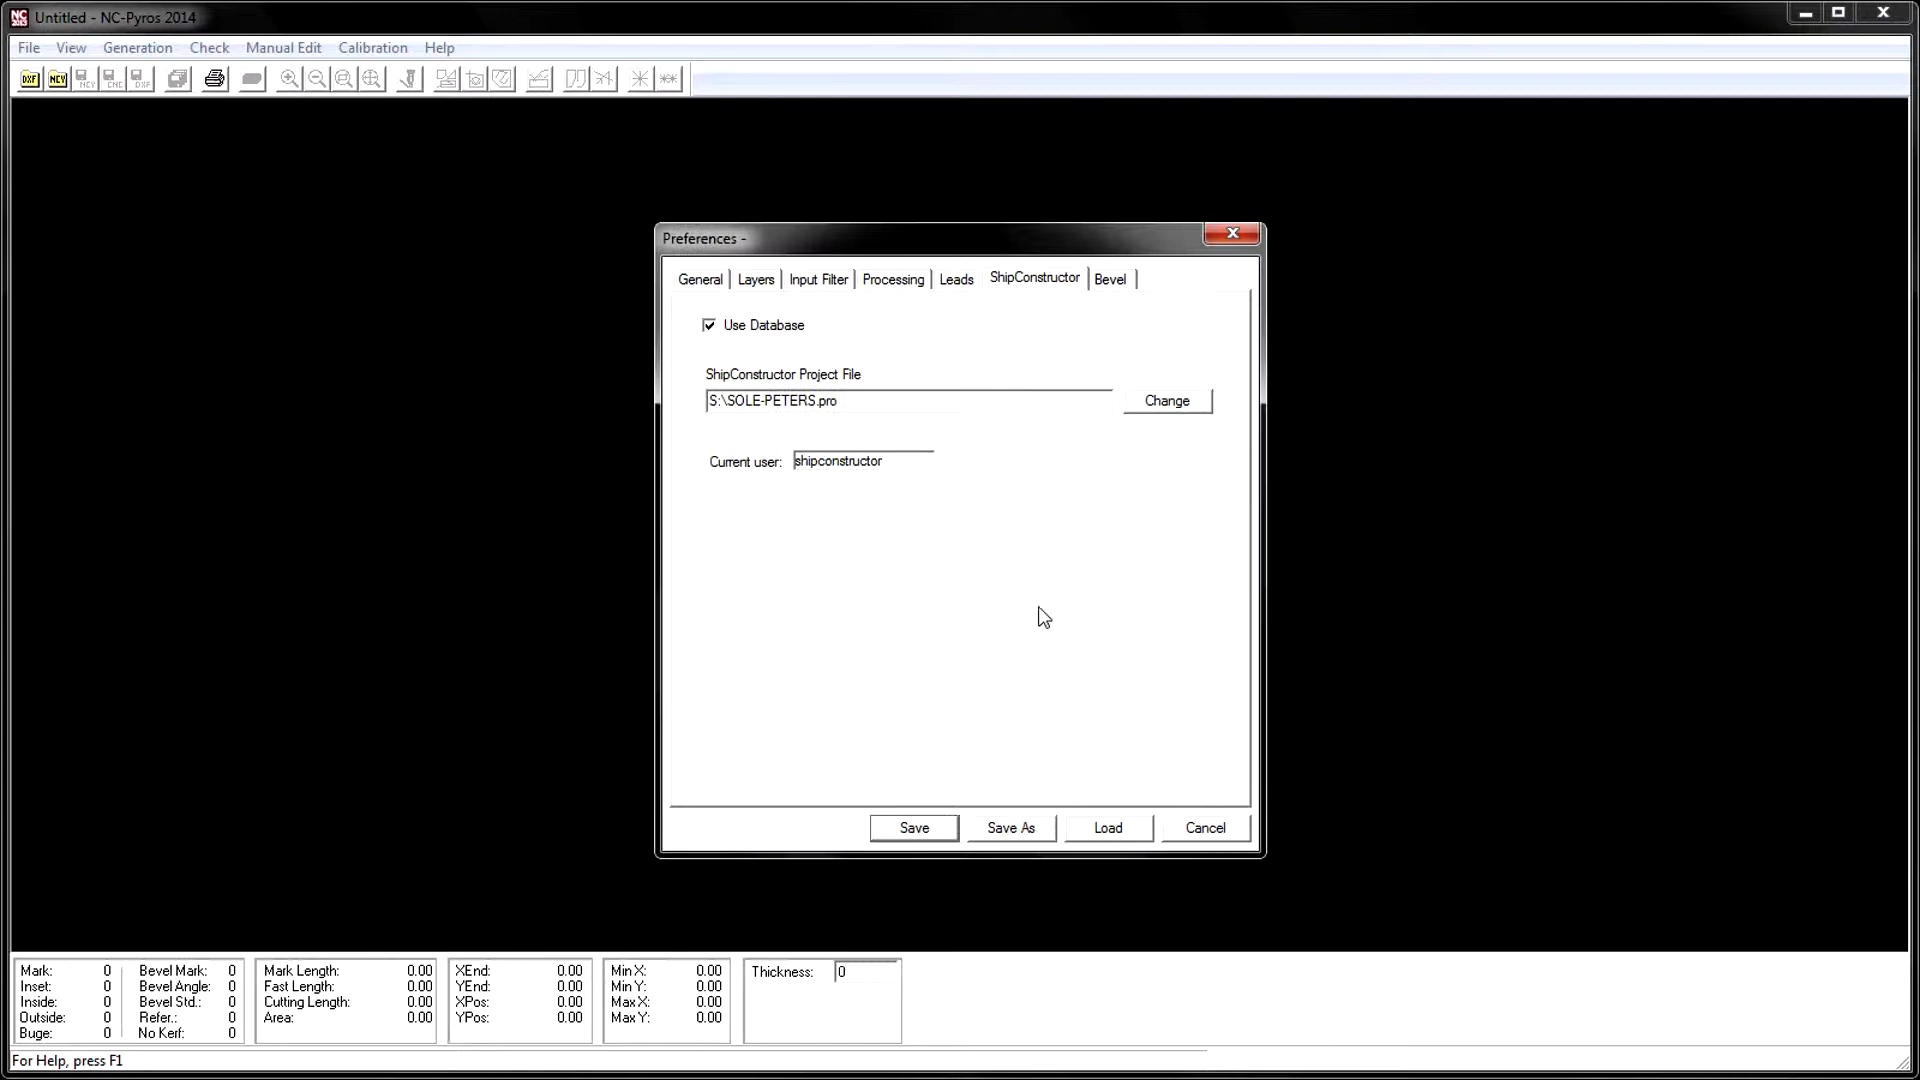 Untitled - NC-Pyros 2014
File View Generation Check Manual Edit Calibration Help
DXF NCV NCV CNC DXF
Preferences -
General Layers Input Filter Processing Leads ShipConstructor Bevel
Use Database
ShipConstructor Project File
S:\SOLE-PETERS.pro Change
Current user: shipconstructor
Save Save As Load Cancel
Mark: 0 Bevel Mark: 0 Mark Length: 0.00 XEnd: 0.00 Min X: 0.00 Thickness: 0
Inset: 0 Bevel Angle: 0 Fast Length: 0.00 YEnd: 0.00 Min Y: 0.00
Inside: 0 Bevel Std.: 0 Cutting Length: 0.00 XPos: 0.00 Max X: 0.00
Outside: 0 Refer.: 0 Area: 0.00 YPos: 0.00 Max Y: 0.00
Buge: 0 No Kerf: 0
For Help, press F1